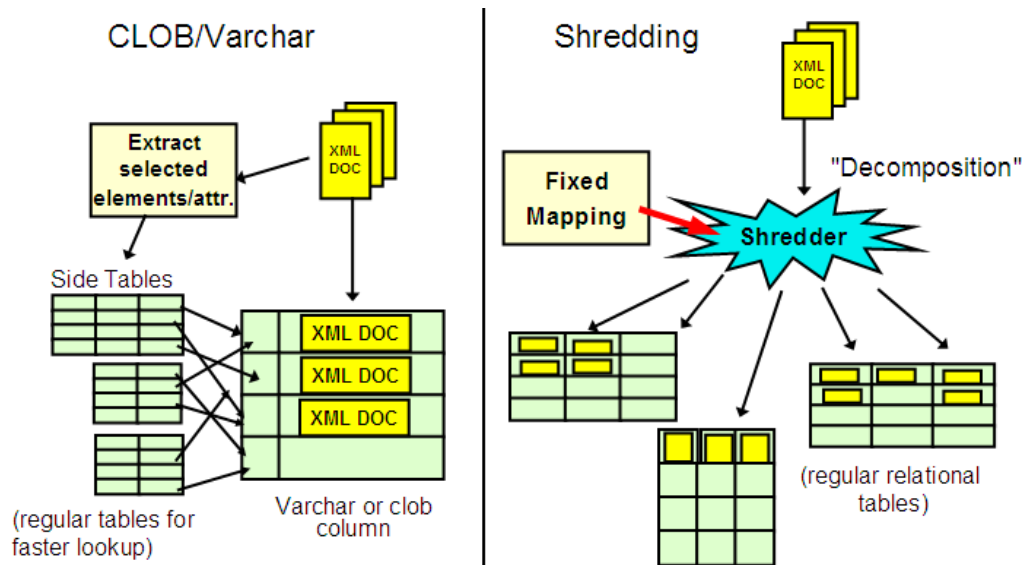 CLOB/Varchar
Extract
selected
elements/attr.
XML
DOC
Side Tables
XML DOC
XML DOC
XML DOC
(regular tables for
faster lookup)
Varchar or clob
column
Shredding
XML
DOC
"Decomposition"
Fixed
Mapping
Shredder
(regular relational
tables)